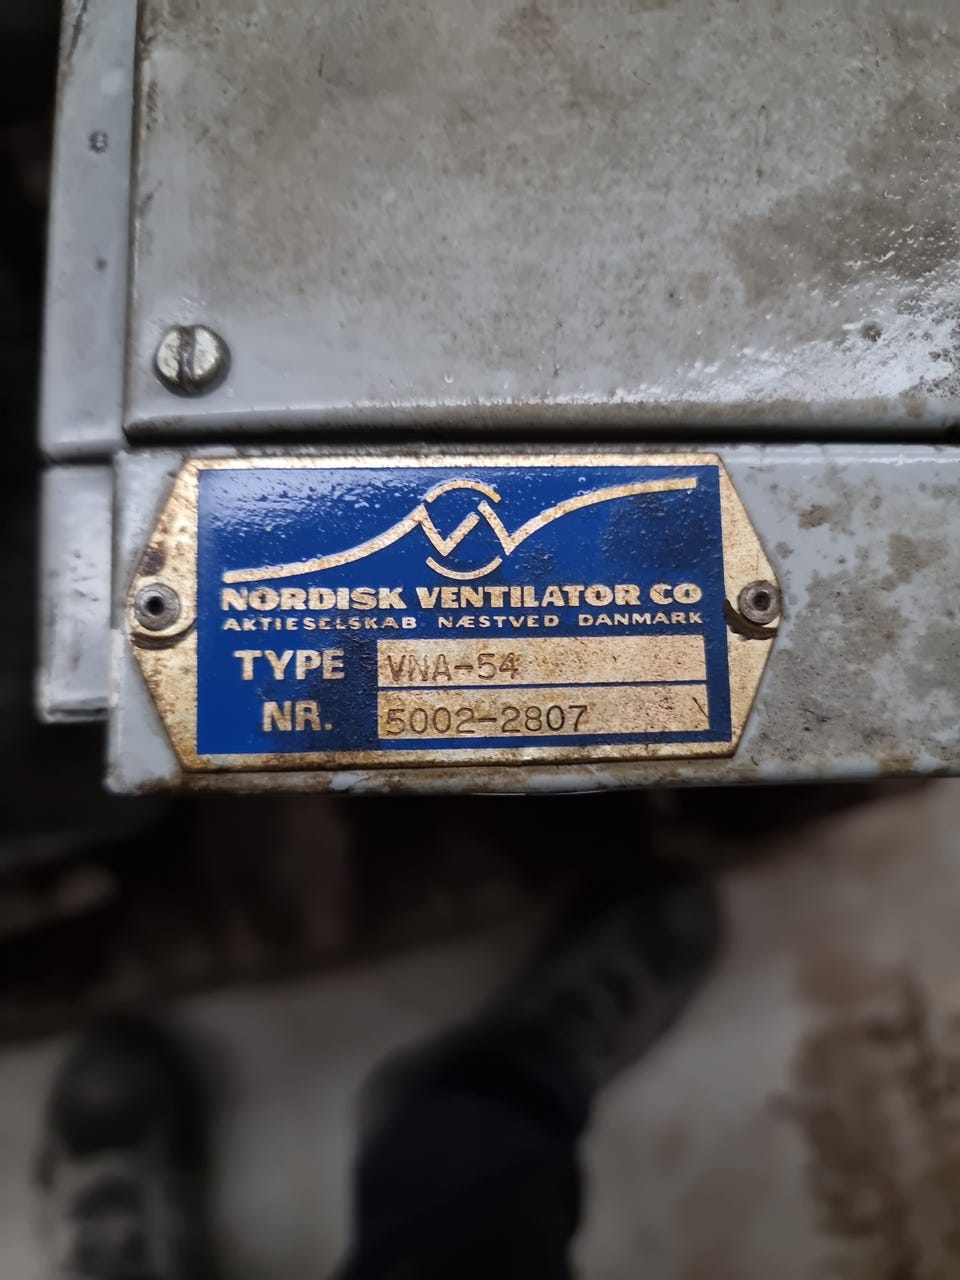 NORDISK VENTILATOR CO
AKTIESELSKAB NÆSTVED DANMARK
TYPE VNA-54
NR. 5002-2807